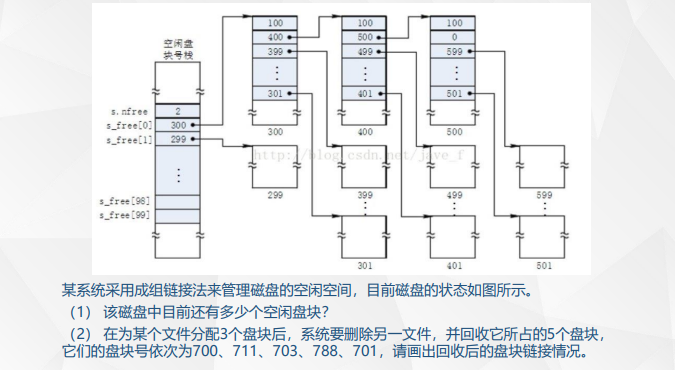 空闲盘
块号栈
s.nfree 2
s_free[0] 300
s_free[1] 299
s_free[98]
s_free[99]
100
400
399
301
300
100
500
499
401
400
100
0
599
501
500
299
399
499
599
301
401
501
http://blog.csdn.net/jave_f
某系统采用成组链接法来管理磁盘的空闲空间，目前磁盘的状态如图所示。
（1） 该磁盘中目前还有多少个空闲盘块？
（2） 在为某个文件分配3个盘块后，系统要删除另一文件，并回收它所占的5个盘块，
它们的盘块号依次为700、711、703、788、701，请画出回收后的盘块链接情况。